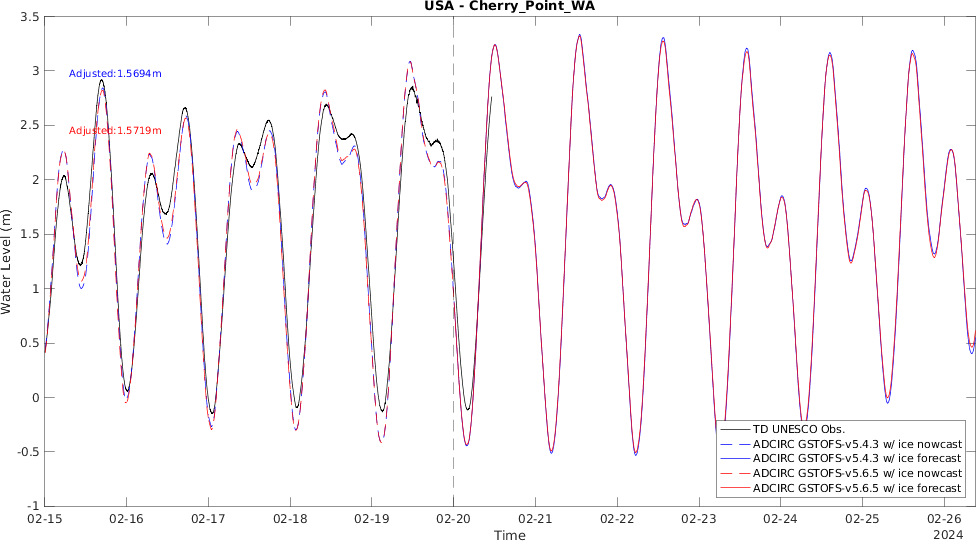 USA - Cherry_Point_WA
3.5
3
2.5
2
1.5
1
0.5
0
-0.5
-1
Water Level (m)
Adjusted:1.5694m
Adjusted:1.5719m
TD UNESCO Obs.
ADCIRC GSTOFS-v5.4.3 w/ ice nowcast
ADCIRC GSTOFS-v5.4.3 w/ ice forecast
ADCIRC GSTOFS-v5.6.5 w/ ice nowcast
ADCIRC GSTOFS-v5.6.5 w/ ice forecast
02-15 02-16 02-17 02-18 02-19 02-20 02-21 02-22 02-23 02-24 02-25 02-26
Time
2024